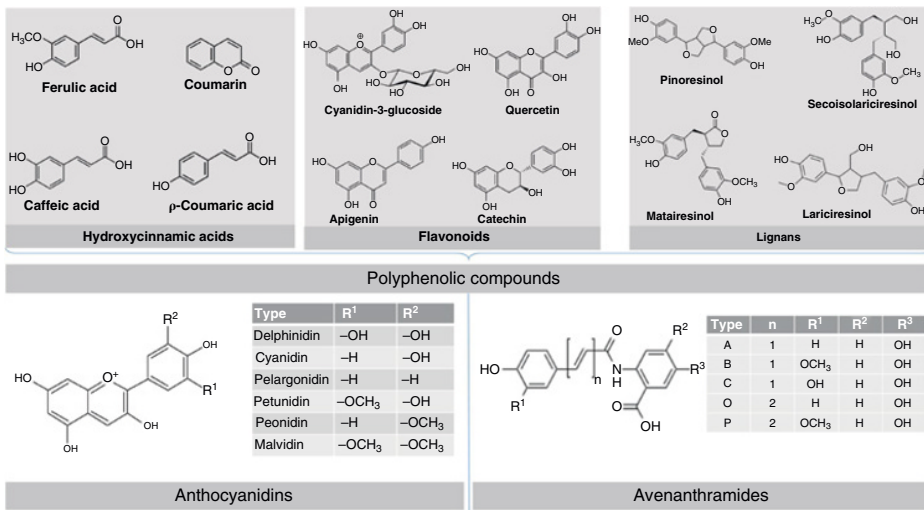 H₃CO
O
OH
HO
Ferulic acid
O
O
Coumarin
HO
HO
O
OH
Caffeic acid
HO
O
OH
ρ-Coumaric acid
Hydroxycinnamic acids
OH
OH
HO
O
⊕
OH
O
HO
OH
O
OH
OH
Cyanidin-3-glucoside
OH
OH
HO
O
OH
OH
O
Quercetin
HO
O
OH
OH
O
Apigenin
HO
O
OH
OH
OH
OH
Catechin
Flavonoids
HO
MeO
O
O
OMe
OH
Pinoresinol
H₃CO
HO
OH
HO
OCH₃
HO
Secoisolariciresinol
H₃CO
HO
O
O
OCH₃
OH
Matairesinol
HO
O
OH
O
OH
Lariciresinol
Lignans
Polyphenolic compounds
R²
OH
R¹
HO
O⁺
OH
OH
Type R¹ R²
Delphinidin –OH –OH
Cyanidin –H –OH
Pelargonidin –H –H
Petunidin –OCH₃ –OH
Peonidin –H –OCH₃
Malvidin –OCH₃ –OCH₃
Anthocyanidins
HO
R¹
n
O
N
H
R²
R³
O
OH
Type n R¹ R² R³
A 1 H H OH
B 1 OCH₃ H OH
C 1 OH H OH
O 2 H H OH
P 2 OCH₃ H OH
Avenanthramides